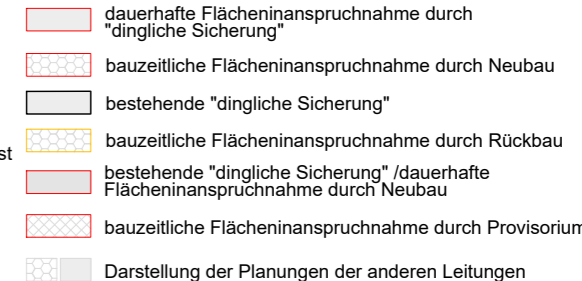 dauerhafte Flächeninanspruchnahme durch
"dingliche Sicherung"
bauzeitliche Flächeninanspruchnahme durch Neubau
bestehende "dingliche Sicherung"
bauzeitliche Flächeninanspruchnahme durch Rückbau
st
bestehende "dingliche Sicherung" /dauerhafte
Flächeninanspruchnahme durch Neubau
bauzeitliche Flächeninanspruchnahme durch Provisorium
Darstellung der Planungen der anderen Leitungen